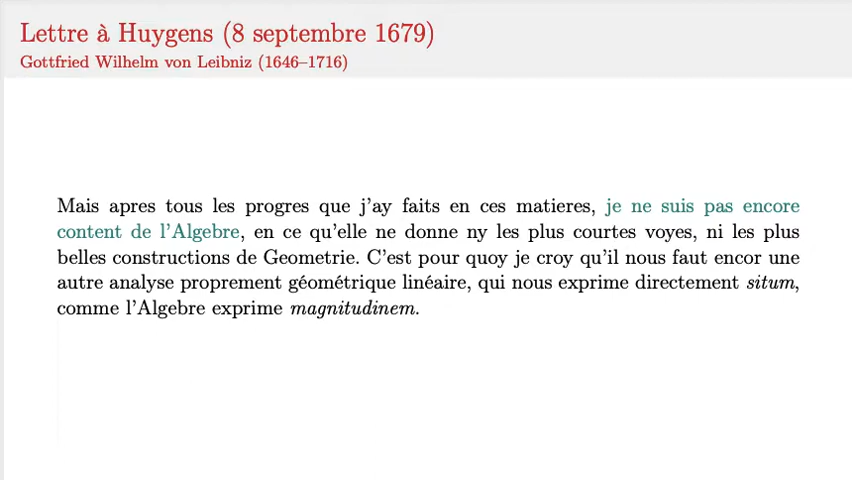 Lettre à Huygens (8 septembre 1679)
Gottfried Wilhelm von Leibniz (1646–1716)
Mais apres tous les progres que j'ay faits en ces matieres, je ne suis pas encore
content de l'Algebre, en ce qu'elle ne donne ny les plus courtes voyes, ni les plus
belles constructions de Geometrie. C'est pour quoy je croy qu'il nous faut encor une
autre analyse proprement géométrique linéaire, qui nous exprime directement situm,
comme l'Algebre exprime magnitudinem.